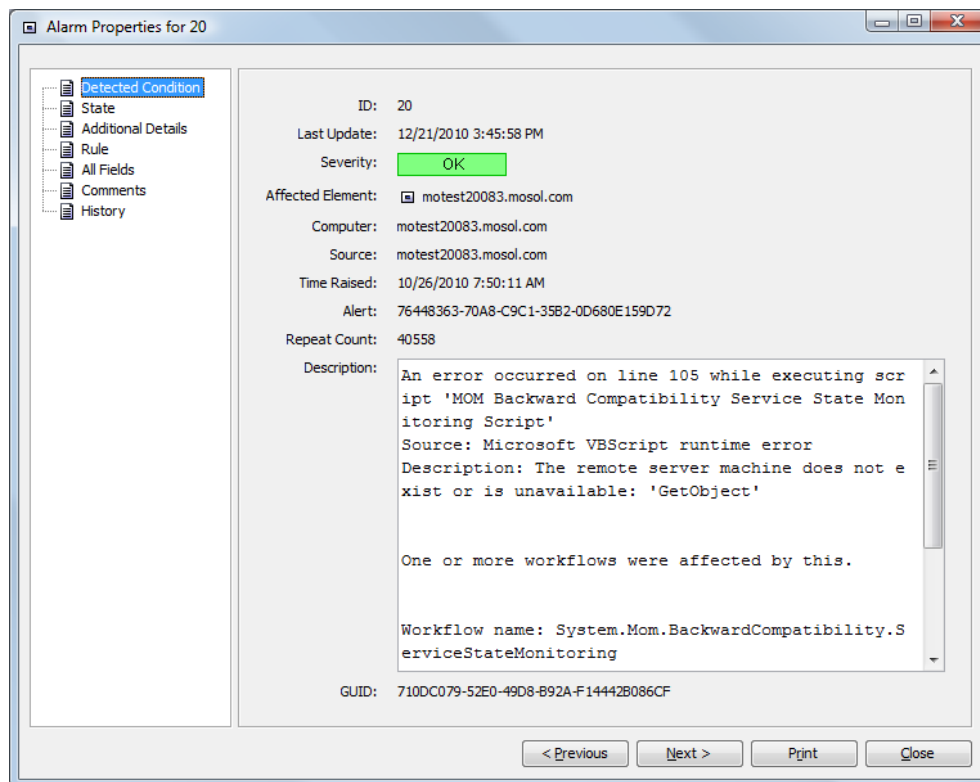 Alarm Properties for 20
Detected Condition
State
Additional Details
Rule
All Fields
Comments
History
ID: 20
Last Update: 12/21/2010 3:45:58 PM
Severity: OK
Affected Element: motest20083.mosol.com
Computer: motest20083.mosol.com
Source: motest20083.mosol.com
Time Raised: 10/26/2010 7:50:11 AM
Alert: 76448363-70A8-C9C1-35B2-0D680E159D72
Repeat Count: 40558
Description:
An error occurred on line 105 while executing scr
ipt 'MOM Backward Compatibility Service State Mon
itoring Script'
Source: Microsoft VBScript runtime error
Description: The remote server machine does not e
xist or is unavailable: 'GetObject'
One or more workflows were affected by this.
Workflow name: System.Mom.BackwardCompatibility.S
erviceStateMonitoring
GUID: 710DC079-52E0-49D8-B92A-F14442B086CF
< Previous
Next >
Print
Close